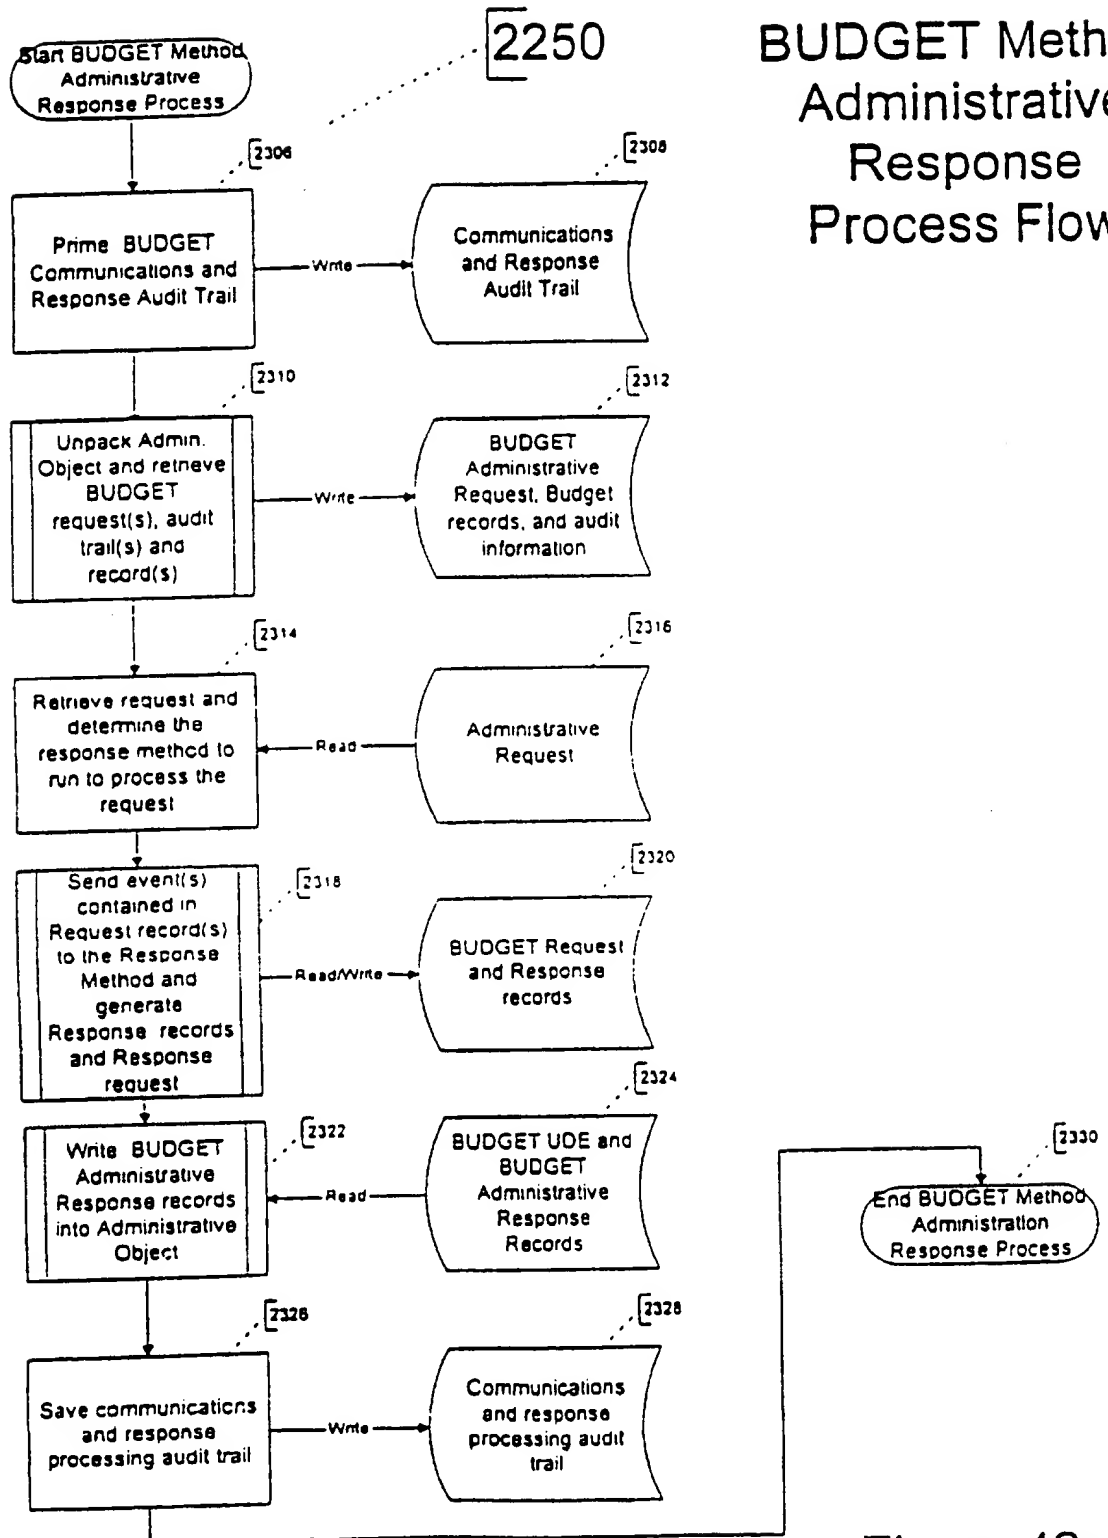 2250
BUDGET Meth
Administrative
Response
Process Flow
Start BUDGET Method
Administrative
Response Process
2306
Prime BUDGET
Communications and
Response Audit Trail
Write
2308
Communications
and Response
Audit Trail
2310
Unpack Admin.
Object and retrieve
BUDGET
request(s), audit
trail(s) and
record(s)
Write
2312
BUDGET
Administrative
Request, Budget
records, and audit
information
2314
Retrieve request and
determine the
response method to
run to process the
request
Read
2316
Administrative
Request
2318
Send event(s)
contained in
Request record(s)
to the Response
Method and
generate
Response records
and Response
request
Read/Write
2320
BUDGET Request
and Response
records
2322
Write BUDGET
Administrative
Response records
into Administrative
Object
Read
2324
BUDGET UDE and
BUDGET
Administrative
Response
Records
2326
Save communications
and response
processing audit trail
Write
2328
Communications
and response
processing audit
trail
2330
End BUDGET Method
Administration
Response Process